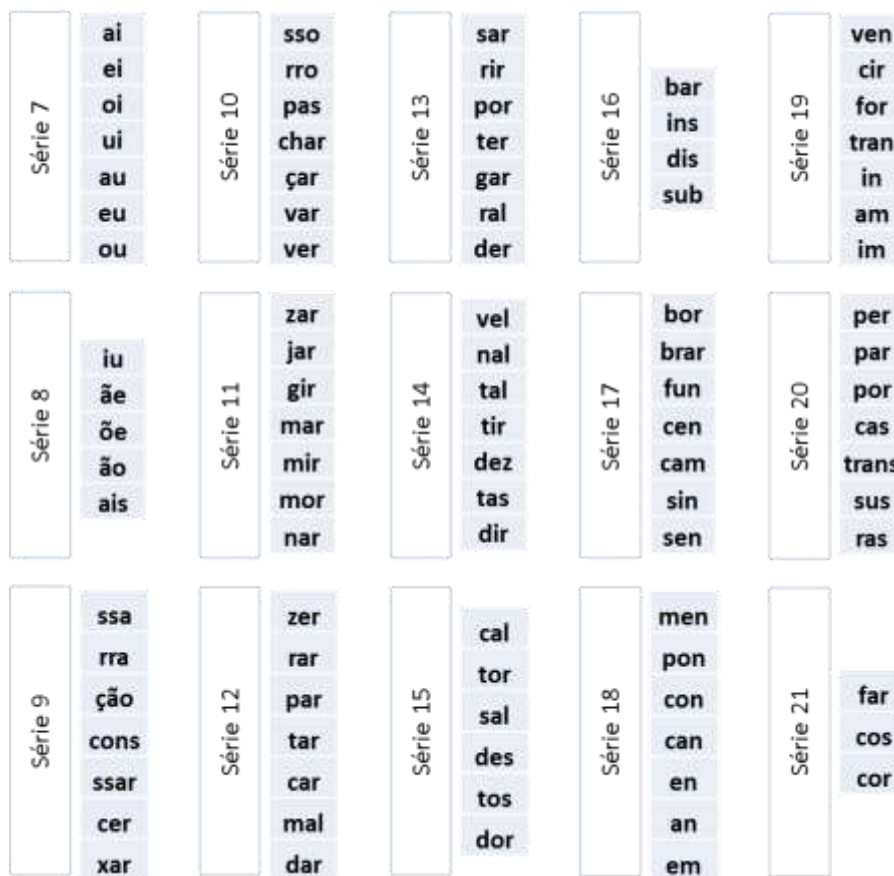 Série 7
ai
ei
oi
ui
au
eu
ou
Série 10
sso
rro
pas
char
çar
var
ver
Série 13
sar
rir
por
ter
gar
ral
der
Série 16
bar
ins
dis
sub
Série 19
ven
cir
for
tran
in
am
im
Série 8
iu
ãe
õe
ão
ais
Série 11
zar
jar
gir
mar
mir
mor
nar
Série 14
vel
nal
tal
tir
dez
tas
dir
Série 17
bor
brar
fun
cen
cam
sin
sen
Série 20
per
par
por
cas
trans
sus
ras
Série 9
ssa
rra
ção
cons
ssar
cer
xar
Série 12
zer
rar
par
tar
car
mal
dar
Série 15
cal
tor
sal
des
tos
dor
Série 18
men
pon
con
can
en
an
em
Série 21
far
cos
cor